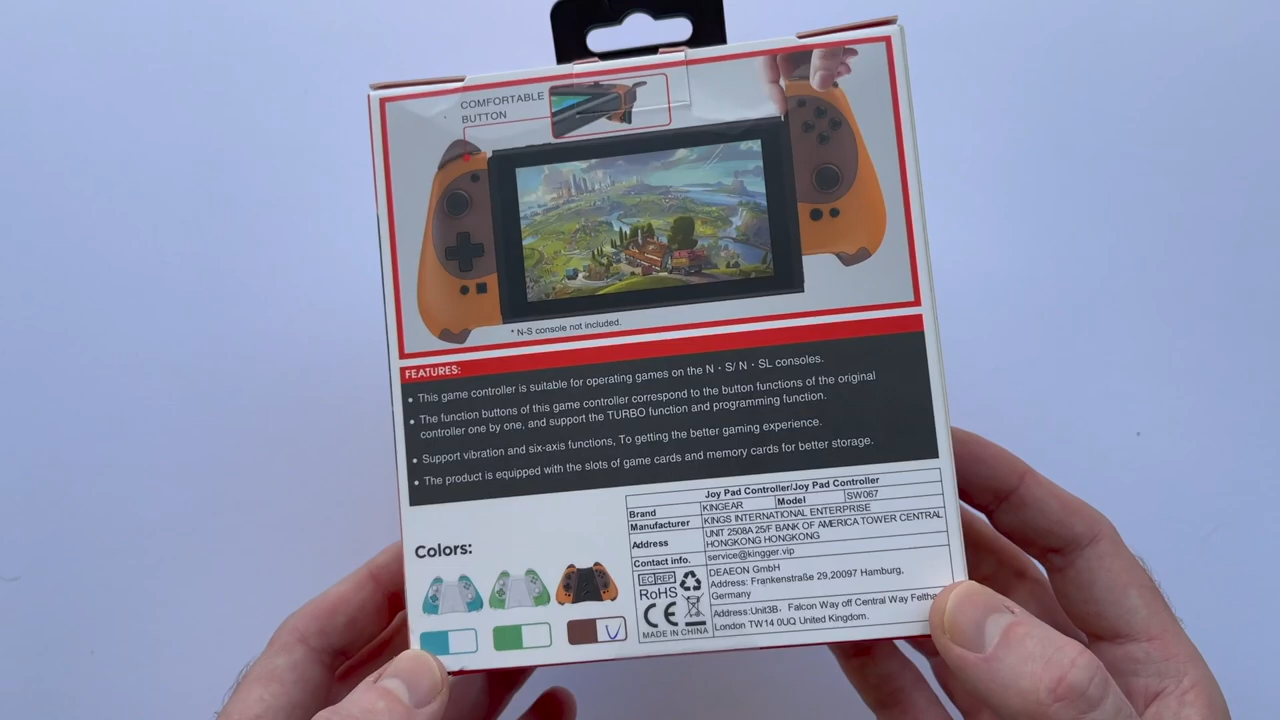 COMFORTABLE
BUTTON
* N-S console not included.
FEATURES:
• This game controller is suitable for operating games on the N・S/ N・SL consoles.
• The function buttons of this game controller correspond to the button functions of the original
controller one by one, and support the TURBO function and programming function.
• Support vibration and six-axis functions, To getting the better gaming experience.
• The product is equipped with the slots of game cards and memory cards for better storage.
Colors:
Joy Pad Controller/Joy Pad Controller
Brand KINGEAR Model SW067
Manufacturer KINGS INTERNATIONAL ENTERPRISE
Address UNIT 2508A 25/F BANK OF AMERICA TOWER CENTRAL
HONGKONG HONGKONG
Contact info. service@kingger.vip
EC REP
RoHS
CE
MADE IN CHINA
DEAEON GmbH
Address: Frankenstraße 29,20097 Hamburg,
Germany
Address:Unit3B, Falcon Way off Central Way Feltha
London TW14 0UQ United Kingdom.